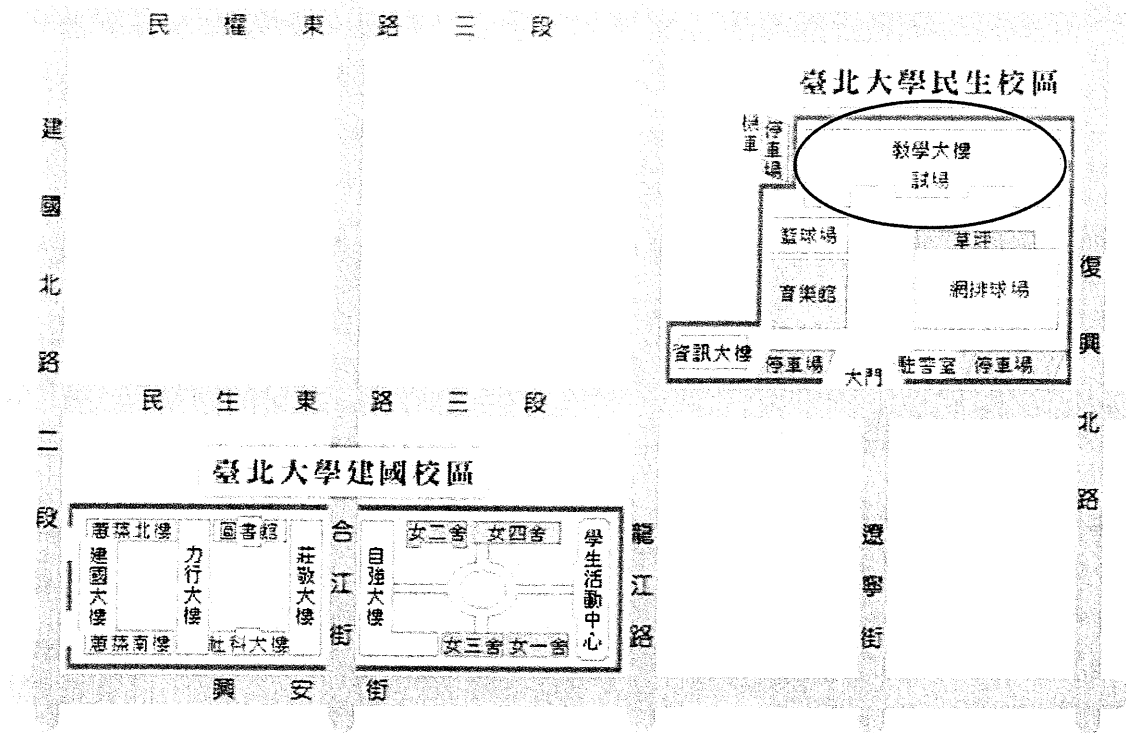 民權東路三段
臺北大學民生校區
建國北路二段
機車
停車場
教學大樓
試場
籃球場
草坪
復興北路
音樂館
網排球場
資訊大樓
停車場
大門
駐警室
停車場
民生東路三段
臺北大學建國校區
蕙蓀北樓
圖書館
合江街
女二舍
女四舍
龍江路
遼寧街
建國大樓
力行大樓
莊敬大樓
自強大樓
學生活動中心
蕙蓀南樓
社科大樓
女三舍
女一舍
興安街